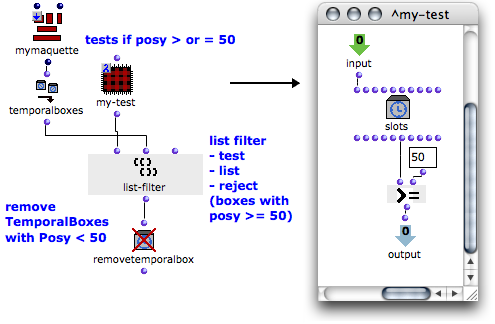 ^my-test
0
input
slots
50
>=
0
output
mymaquette
tests if posy > or = 50
temporalboxes
λ
my-test
list filter
- test
- list
- reject
(boxes with
posy >= 50)
list-filter
remove
TemporalBoxes
with Posy < 50
removetemporalbox